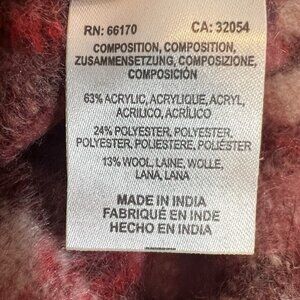 RN: 66170 CA: 32054
COMPOSITION, COMPOSITION,
ZUSAMMENSETZUNG, COMPOSIZIONE,
COMPOSICIÓN
63% ACRYLIC, ACRYLIQUE, ACRYL,
ACRILICO, ACRÍLICO
24% POLYESTER, POLYESTER,
POLYESTER, POLIESTERE, POLIÉSTER
13% WOOL, LAINE, WOLLE,
LANA, LANA
MADE IN INDIA
FABRIQUÉ EN INDE
HECHO EN INDIA